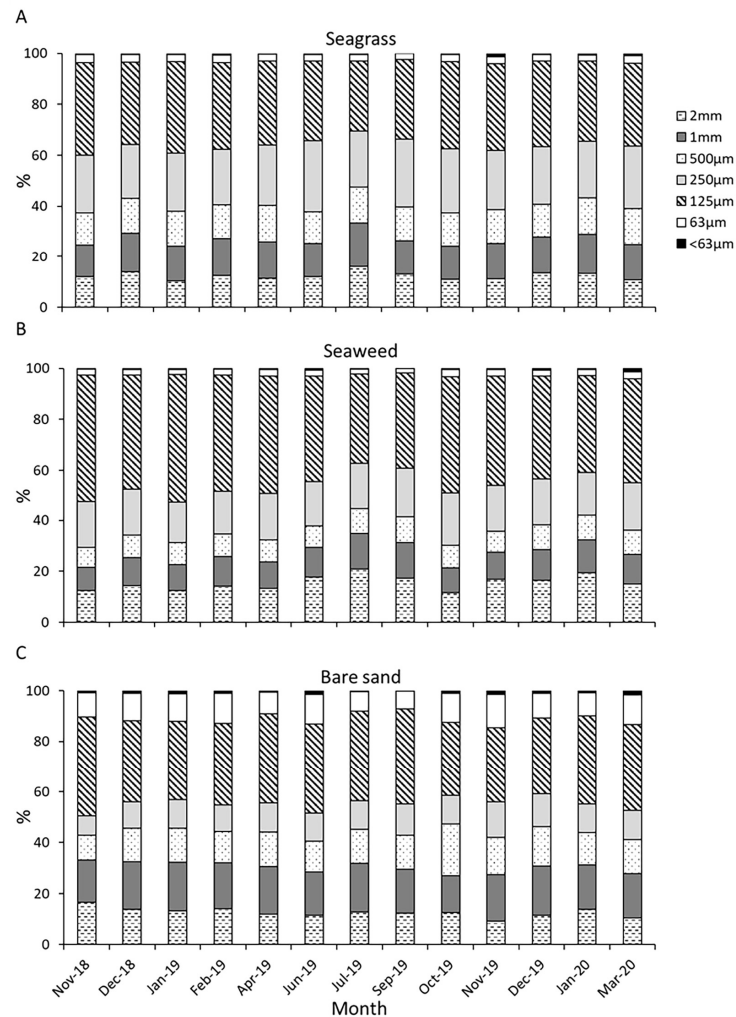 A
Seagrass
100
80
60
40
20
0
%
2mm
1mm
500µm
250µm
125µm
63µm
<63µm
B
Seaweed
100
80
60
40
20
0
%
C
Bare sand
100
80
60
40
20
0
%
Nov-18
Dec-18
Jan-19
Feb-19
Apr-19
Jun-19
Jul-19
Sep-19
Oct-19
Nov-19
Dec-19
Jan-20
Mar-20
Month